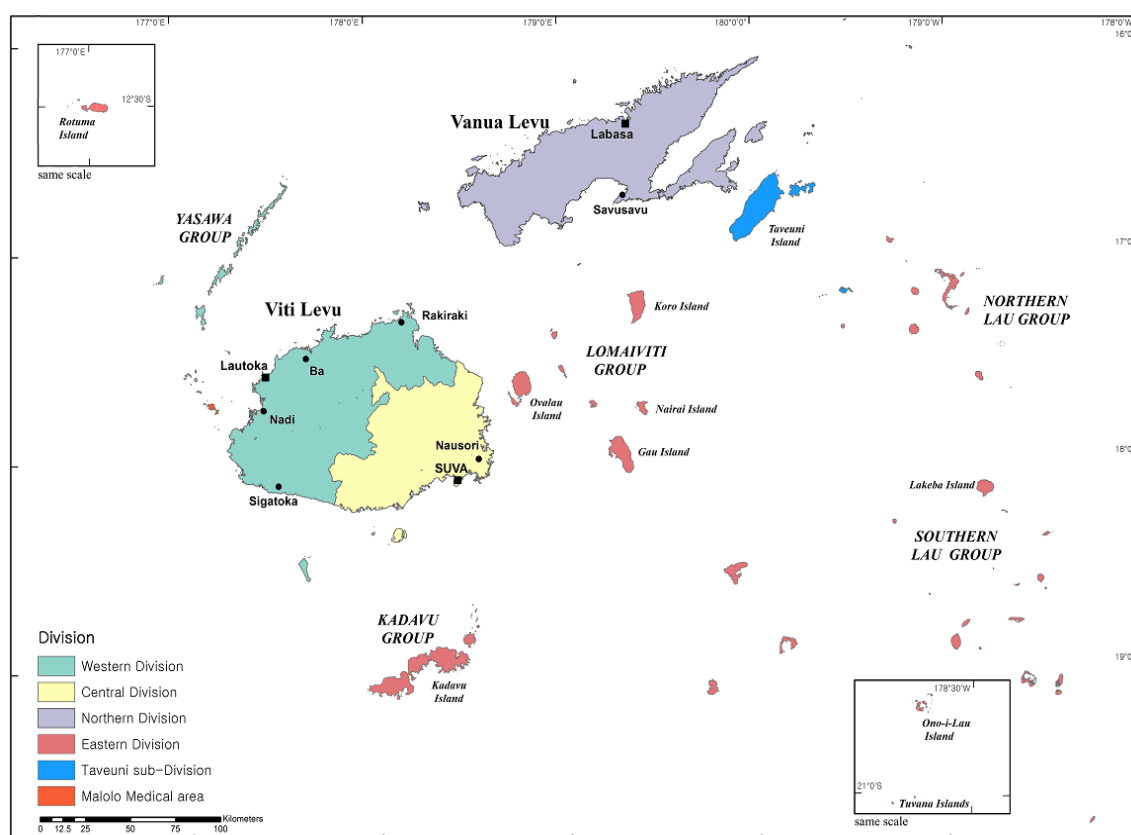 177°0'E
178°0'E
179°0'E
180°0'E
179°0'W
178°0'W
16°0'S
177°0'E
12°30'S
Rotuma
Island
same scale
Vanua Levu
Labasa
Savusavu
Taveuni
Island
YASAWA
GROUP
17°0'S
Viti Levu
Rakiraki
Koro Island
NORTHERN
LAU GROUP
LOMAIVITI
GROUP
Lautoka
Ba
Ovalau
Island
Nairai Island
Nadi
Nausori
Gau Island
18°0'S
SUVA
Sigatoka
Lakeba Island
SOUTHERN
LAU GROUP
KADAVU
GROUP
Kadavu
Island
19°0'S
Division
Western Division
Central Division
Northern Division
Eastern Division
Taveuni sub-Division
Malolo Medical area
Kilometers
0 12.5 25 50 75 100
178°30'W
Ono-i-Lau
Island
21°0'S
Tuvana Islands
same scale